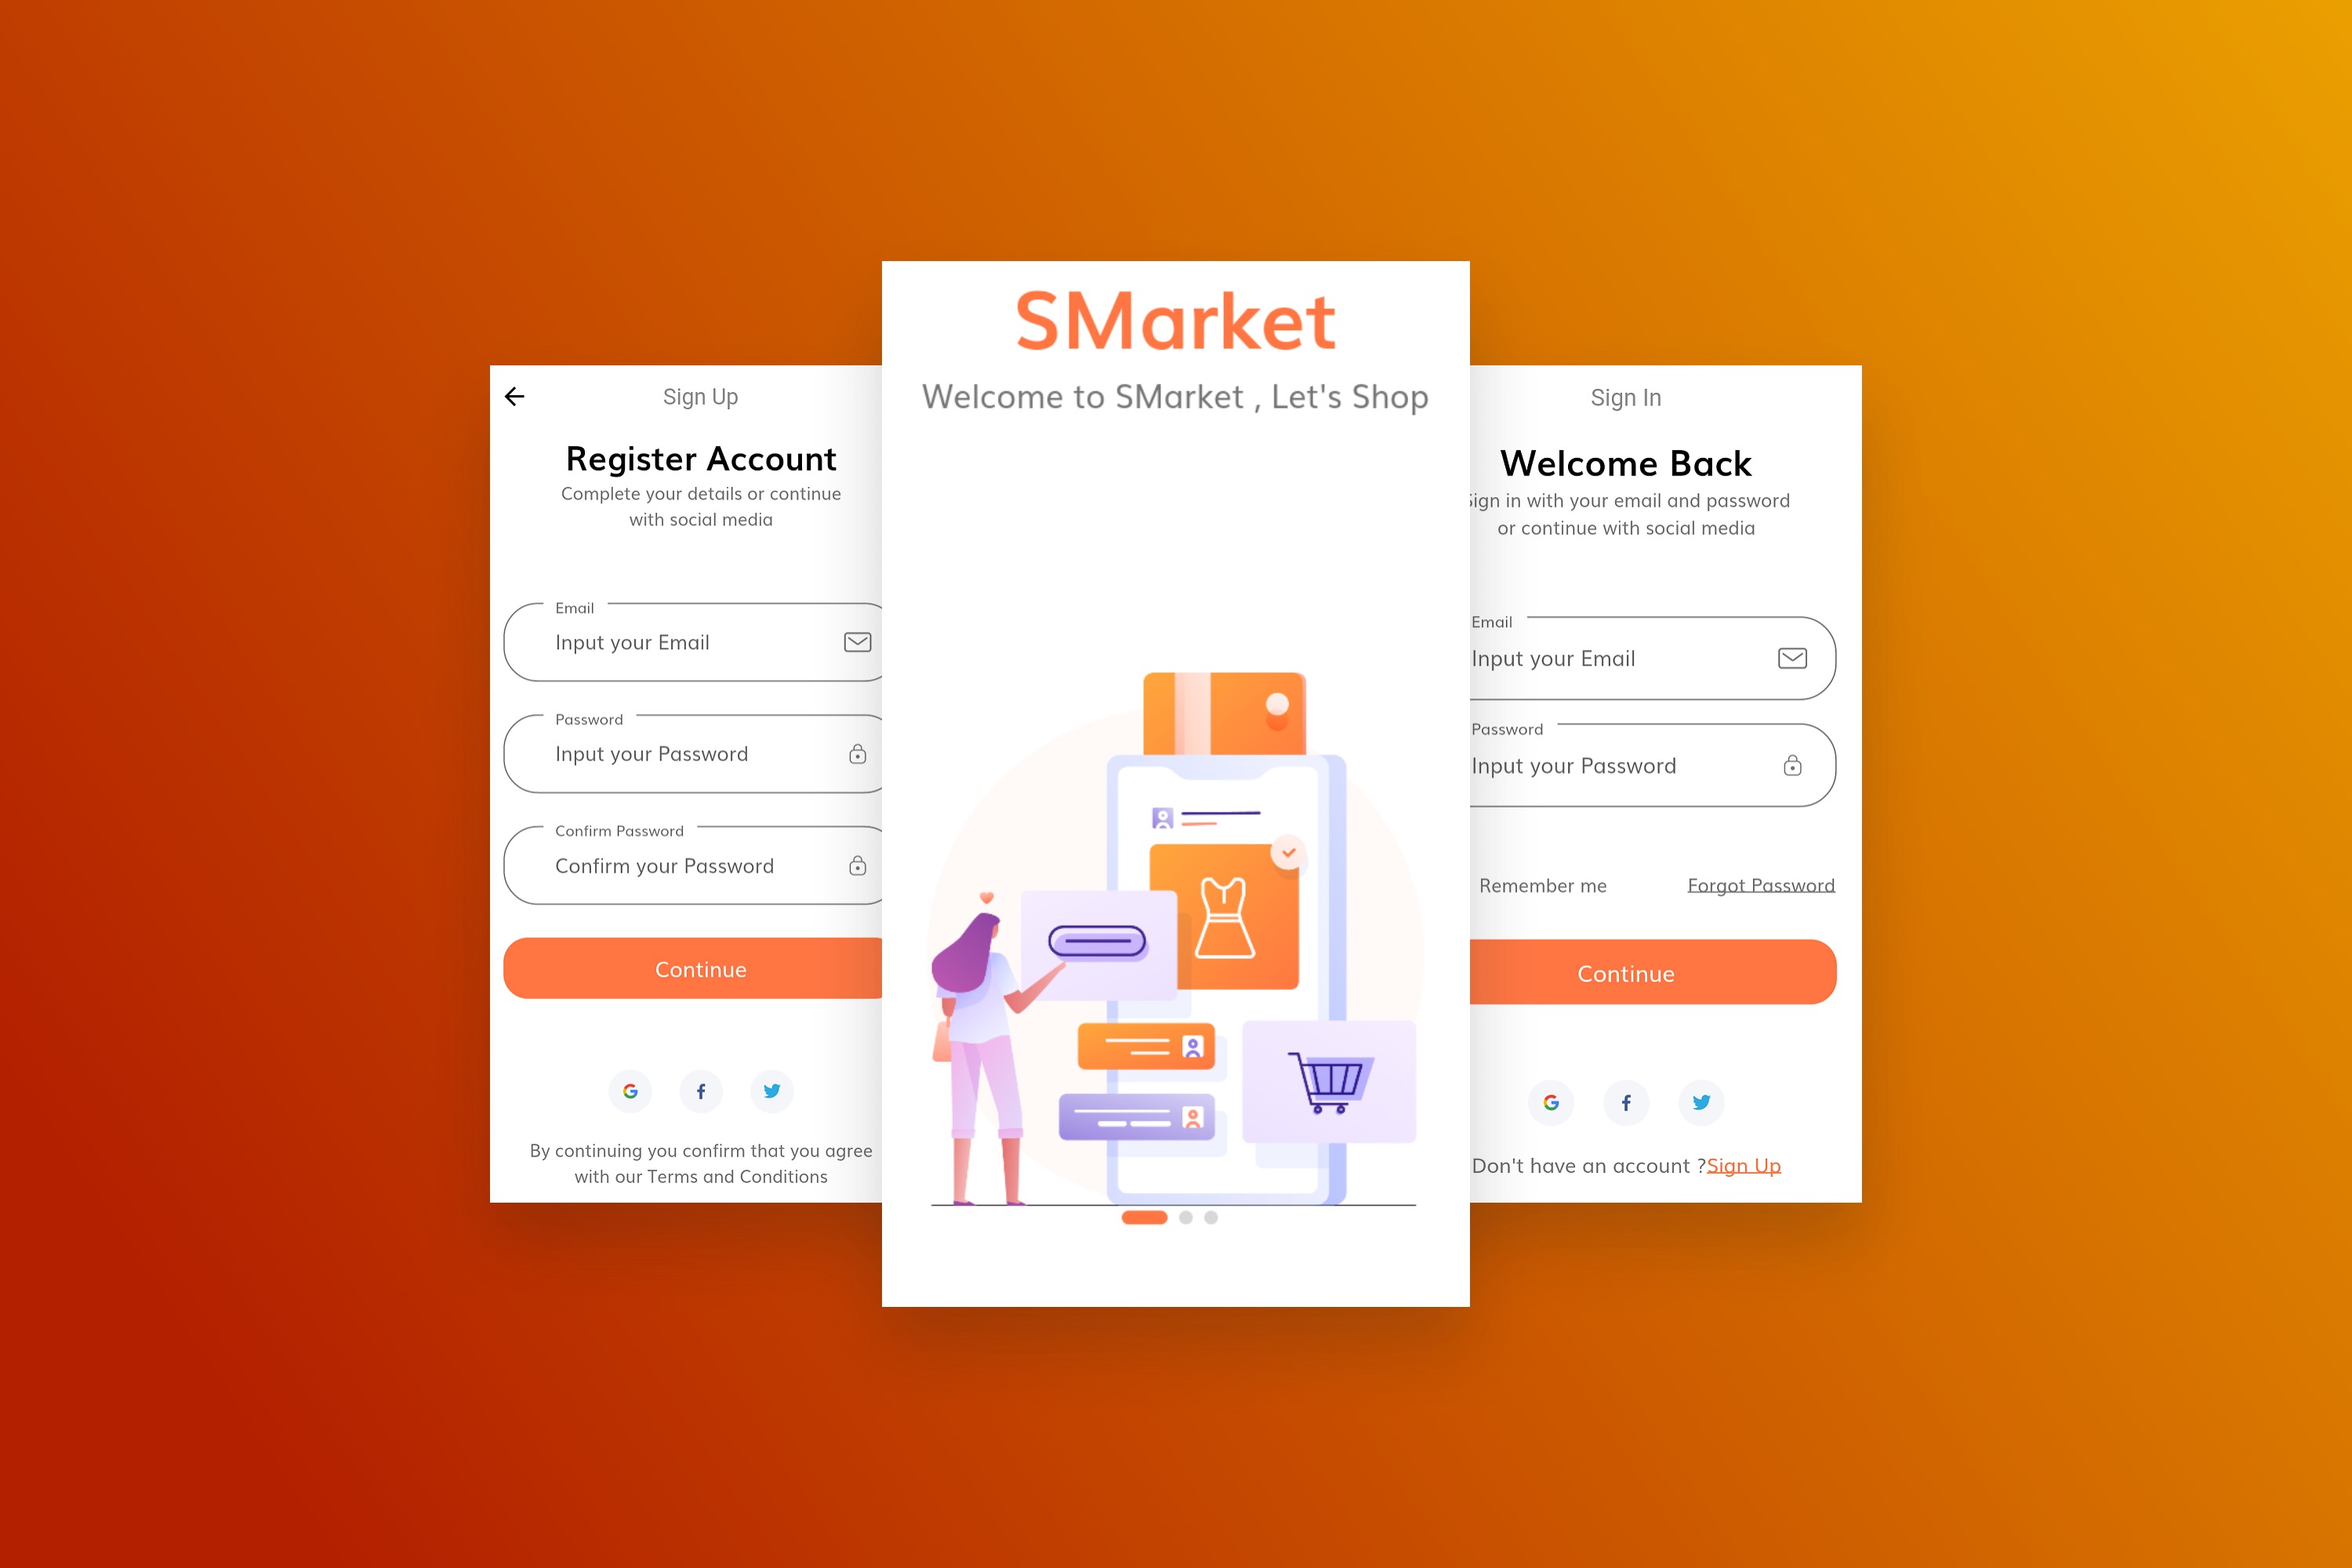 Sign Up
Register Account
Complete your details or continue
with social media
Email
Input your Email
Password
Input your Password
Confirm Password
Confirm your Password
Continue
By continuing you confirm that you agree
with our Terms and Conditions
SMarket
Welcome to SMarket , Let's Shop
Sign In
Welcome Back
Sign in with your email and password
or continue with social media
Email
Input your Email
Password
Input your Password
Remember me Forgot Password
Continue
Don't have an account ?Sign Up